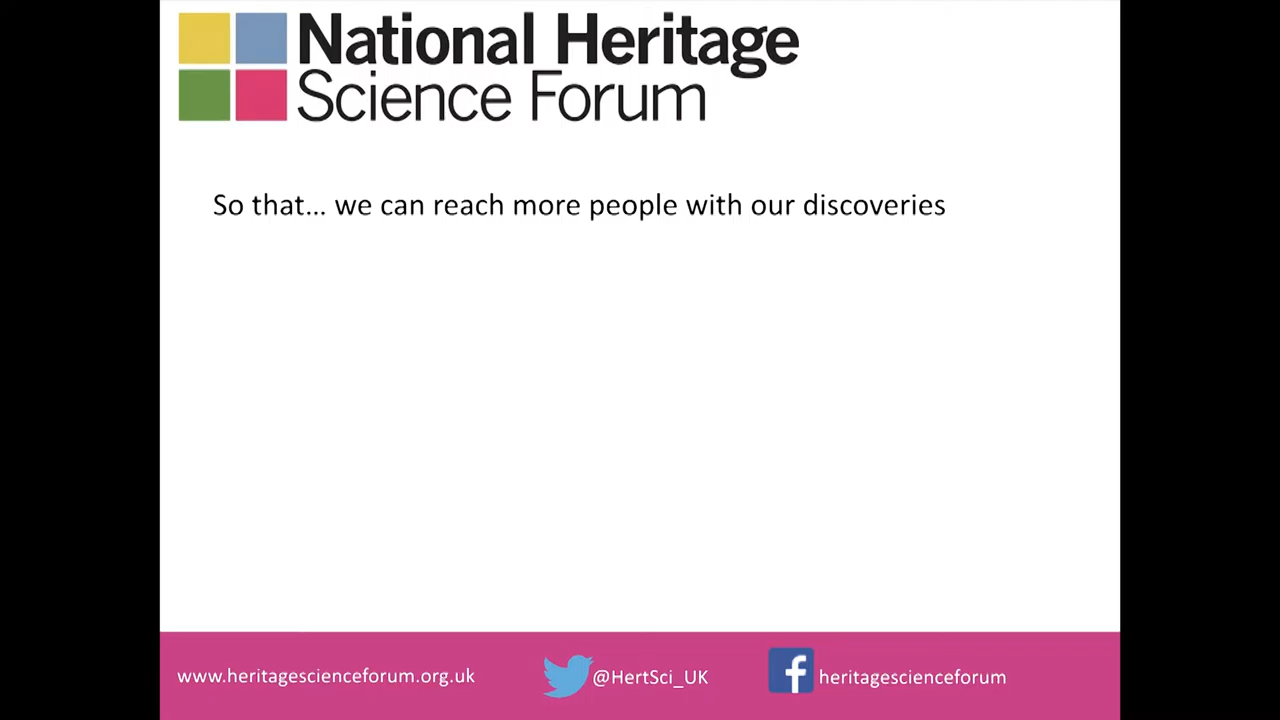 National Heritage
Science Forum
So that... we can reach more people with our discoveries
www.heritagescienceforum.org.uk
@HertSci_UK
heritagescienceforum